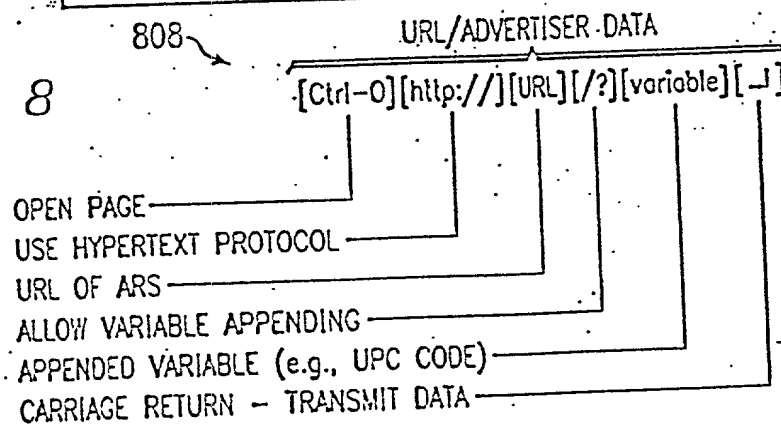 808
URL/ADVERTISER DATA
8
[Ctrl-O][http://][URL][/?][variable][↵]
OPEN PAGE
USE HYPERTEXT PROTOCOL
URL OF ARS
ALLOW VARIABLE APPENDING
APPENDED VARIABLE (e.g., UPC CODE)
CARRIAGE RETURN - TRANSMIT DATA